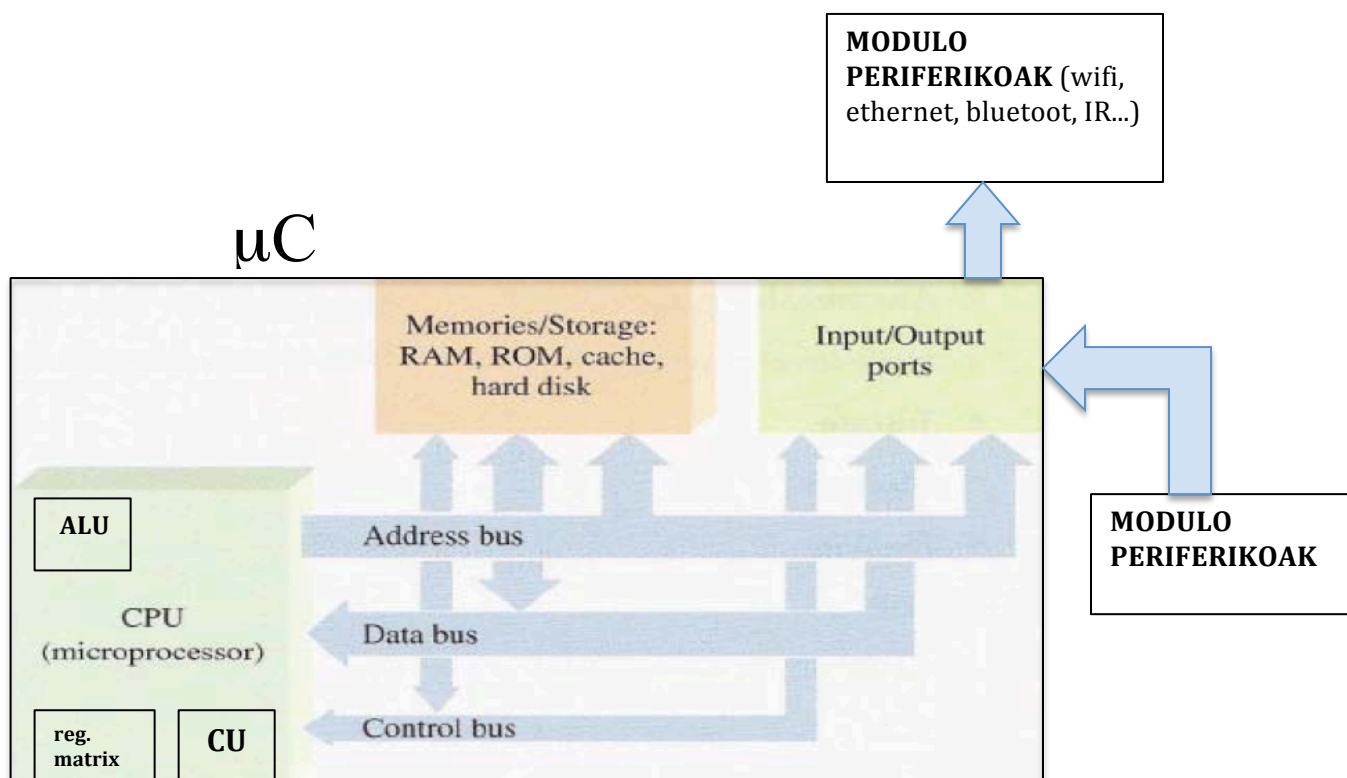 MODULO
PERIFERIKOAK (wifi,
ethernet, bluetoot, IR...)
μC
Memories/Storage:
RAM, ROM, cache,
hard disk
Input/Output
ports
ALU
Address bus
MODULO
PERIFERIKOAK
CPU
(microprocessor)
Data bus
reg.
matrix
CU
Control bus